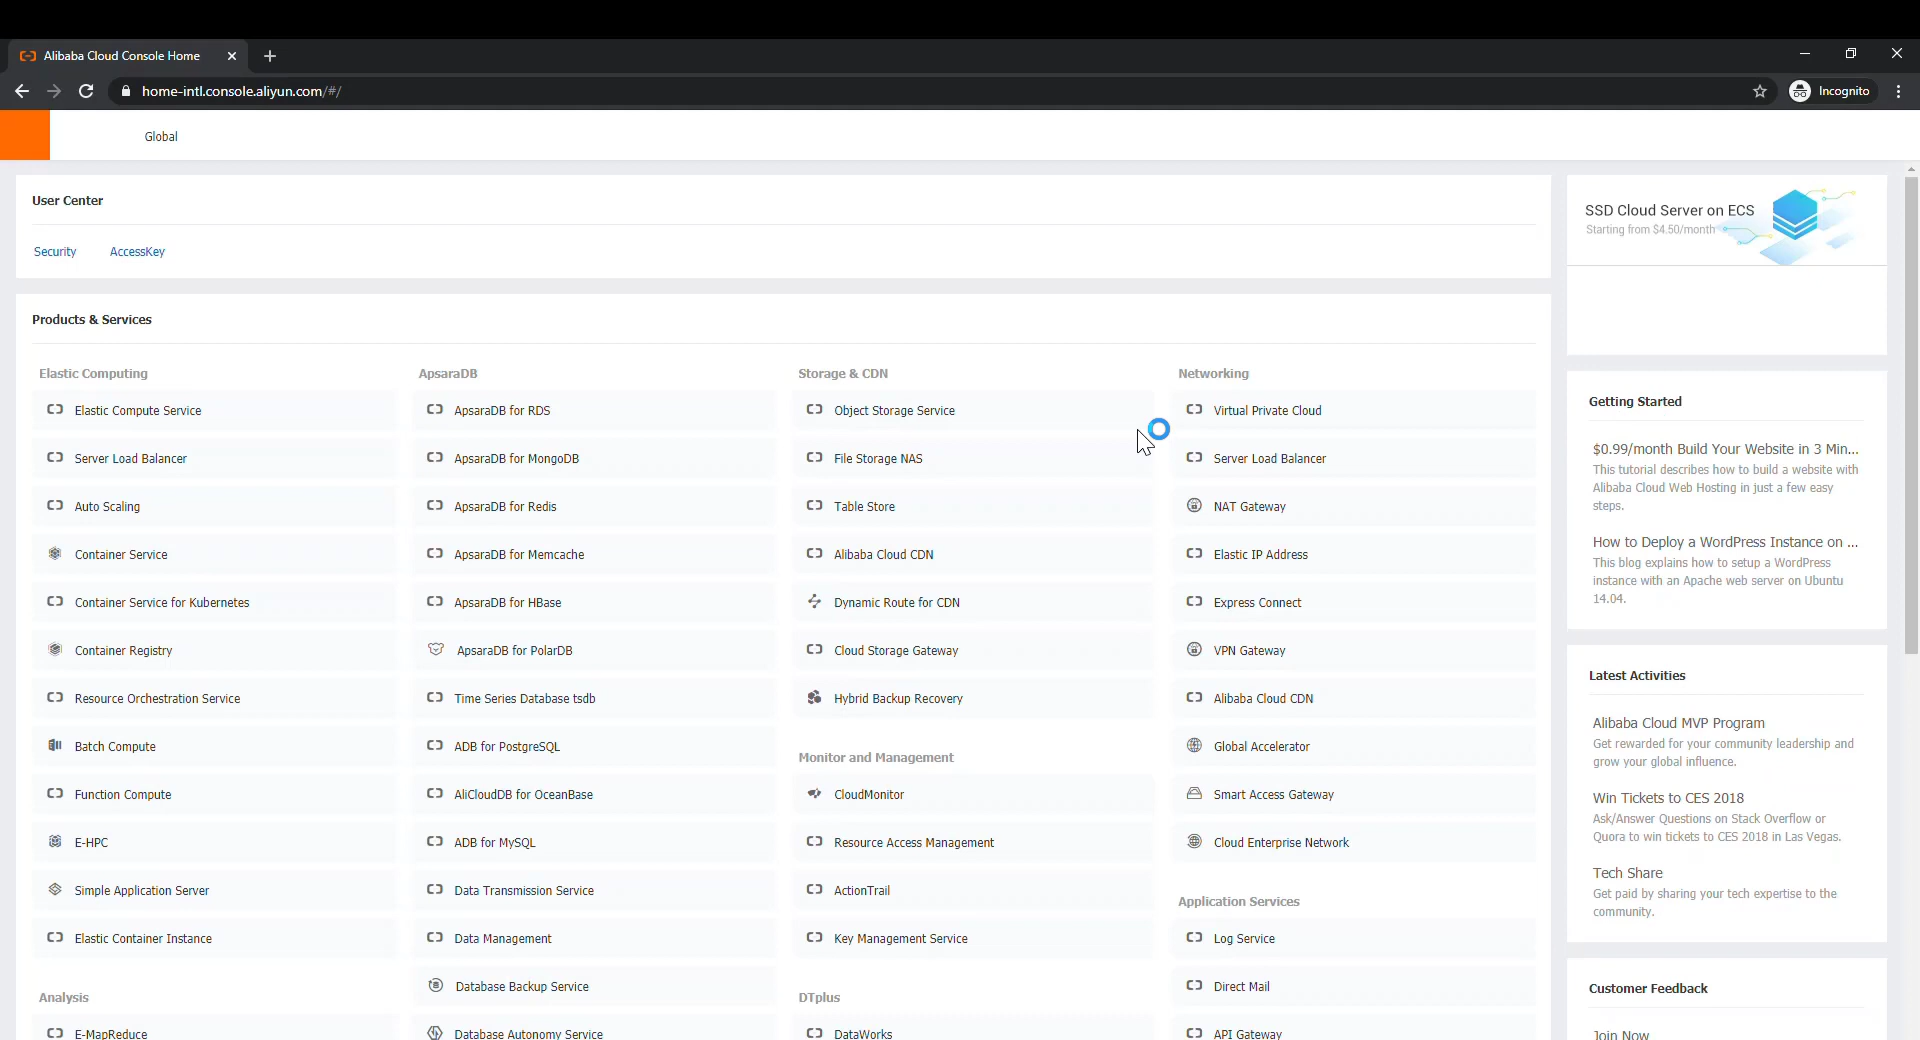 Alibaba Cloud Console Home
home-intl.console.aliyun.com/#/
Incognito
Global
User Center
Security
AccessKey
Products & Services
Elastic Computing
Elastic Compute Service
Server Load Balancer
Auto Scaling
Container Service
Container Service for Kubernetes
Container Registry
Resource Orchestration Service
Batch Compute
Function Compute
E-HPC
Simple Application Server
Elastic Container Instance
Analysis
E-MapReduce
ApsaraDB
ApsaraDB for RDS
ApsaraDB for MongoDB
ApsaraDB for Redis
ApsaraDB for Memcache
ApsaraDB for HBase
ApsaraDB for PolarDB
Time Series Database tsdb
ADB for PostgreSQL
AliCloudDB for OceanBase
ADB for MySQL
Data Transmission Service
Data Management
Database Backup Service
Database Autonomy Service
Storage & CDN
Object Storage Service
File Storage NAS
Table Store
Alibaba Cloud CDN
Dynamic Route for CDN
Cloud Storage Gateway
Hybrid Backup Recovery
Monitor and Management
CloudMonitor
Resource Access Management
ActionTrail
Key Management Service
DTplus
DataWorks
Networking
Virtual Private Cloud
Server Load Balancer
NAT Gateway
Elastic IP Address
Express Connect
VPN Gateway
Alibaba Cloud CDN
Global Accelerator
Smart Access Gateway
Cloud Enterprise Network
Application Services
Log Service
Direct Mail
API Gateway
SSD Cloud Server on ECS
Starting from $4.50/month
Getting Started
$0.99/month Build Your Website in 3 Min...
This tutorial describes how to build a website with
Alibaba Cloud Web Hosting in just a few easy
steps.
How to Deploy a WordPress Instance on ...
This blog explains how to setup a WordPress
instance with an Apache web server on Ubuntu
14.04.
Latest Activities
Alibaba Cloud MVP Program
Get rewarded for your community leadership and
grow your global influence.
Win Tickets to CES 2018
Ask/Answer Questions on Stack Overflow or
Quora to win tickets to CES 2018 in Las Vegas.
Tech Share
Get paid by sharing your tech expertise to the
community.
Customer Feedback
Join Now